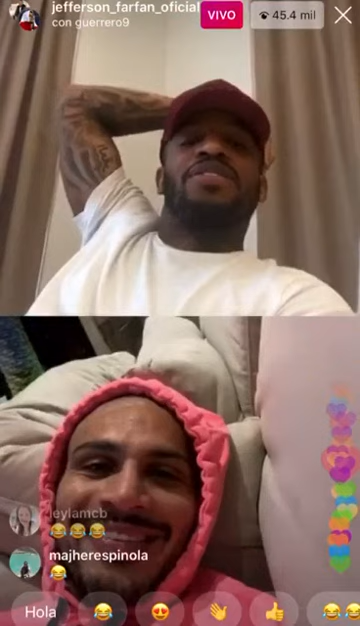 jefferson_farfan_oficial
VIVO
45.4 mil
con guerrero9
leylamcb
😂😂😂
majherespinola
😂
Hola